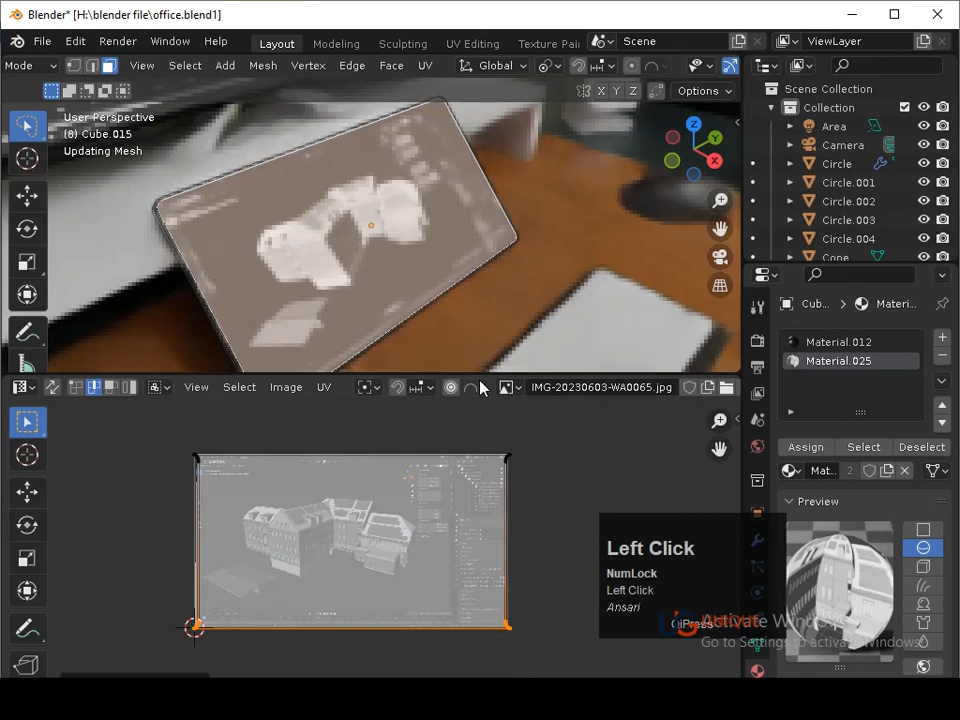 Blender* [H:\blender file\office.blend1]
File Edit Render Window Help Layout Modeling Sculpting UV Editing Texture Pai Scene ViewLayer
Mode View Select Add Mesh Vertex Edge Face UV Global
X Y Z Options
User Perspective
(8) Cube.015
Updating Mesh
Z Y X
Scene Collection
Collection
Area
Camera
Circle
Circle.001
Circle.002
Circle.003
Circle.004
Cone
Cub... Materi...
Material.012
Material.025
View Select Image UV IMG-20230603-WA0065.jpg
Assign Select Deselect
Mat... 2
Preview
Left Click
NumLock
Left Click
Ansari
Activate Windows
Go to Settings to activate Windows.